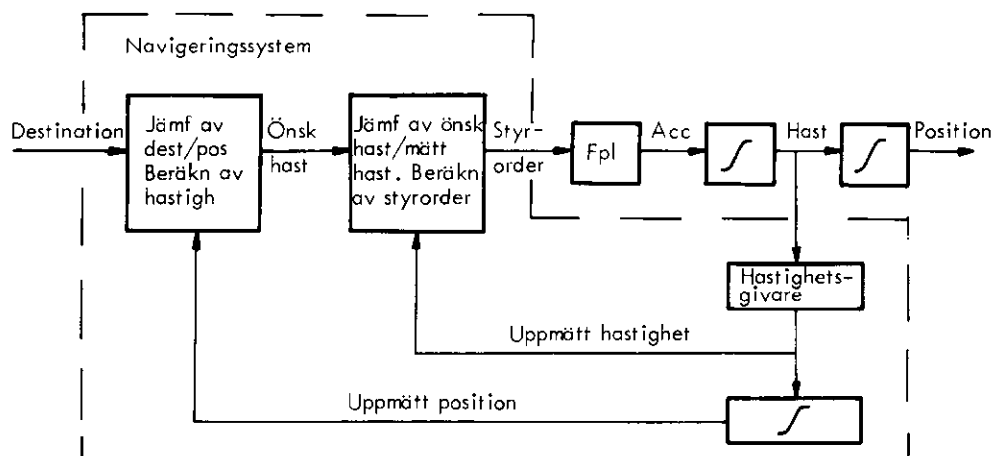 Navigeringssystem
Destination
Jämf av
dest/pos
Beräkn av
hastigh
Önsk
hast
Jämf av önsk
hast/mätt
hast. Beräkn
av styrorder
Styr-
order
Fpl
Acc
Hast
Position
Hastighets-
givare
Uppmätt hastighet
Uppmätt position